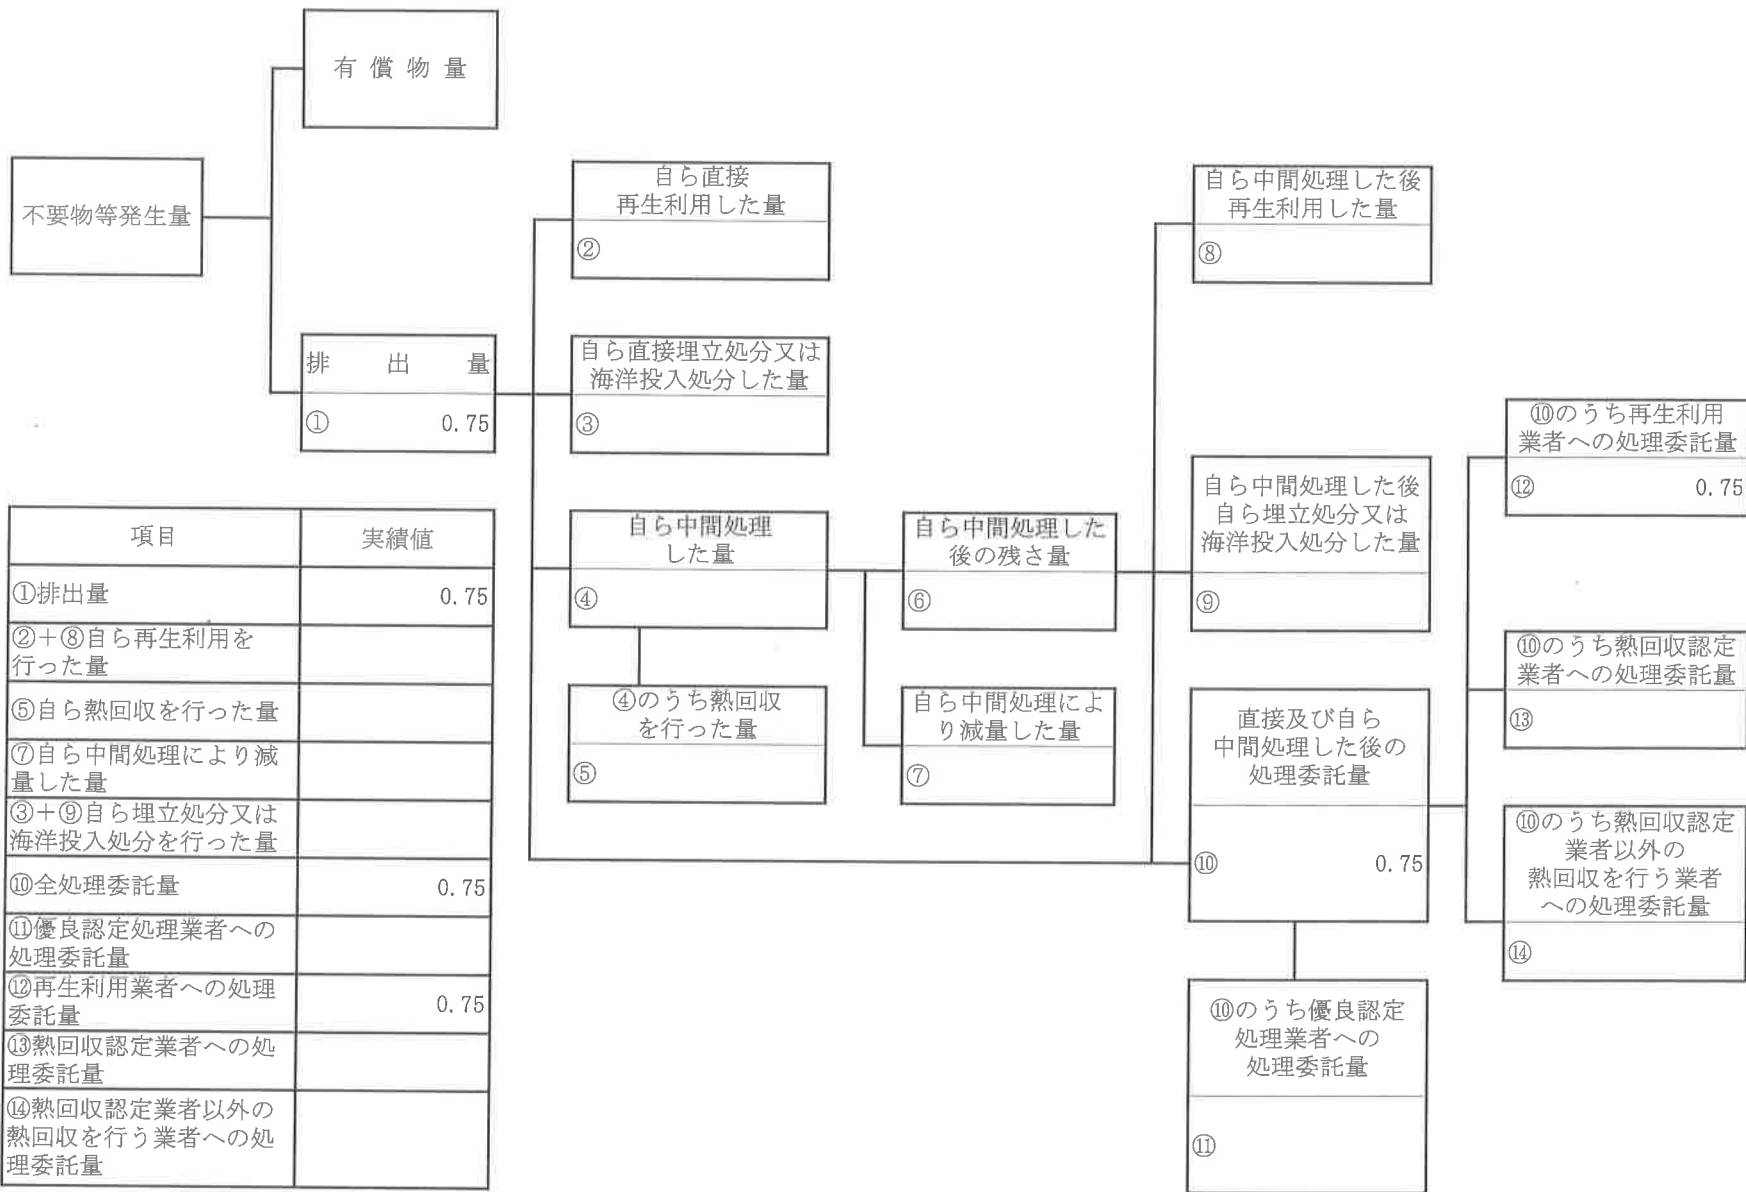 有償物量
不要物等発生量
排出量
① 0.75
自ら直接
再生利用した量
②
自ら直接埋立処分又は
海洋投入処分した量
③
自ら中間処理
した量
④
④のうち熱回収
を行った量
⑤
自ら中間処理した
後の残さ量
⑥
自ら中間処理によ
り減量した量
⑦
自ら中間処理した後
再生利用した量
⑧
自ら中間処理した後
自ら埋立処分又は
海洋投入処分した量
⑨
直接及び自ら
中間処理した後の
処理委託量
⑩ 0.75
⑩のうち優良認定
処理業者への
処理委託量
⑪
⑩のうち再生利用
業者への処理委託量
⑫ 0.75
⑩のうち熱回収認定
業者への処理委託量
⑬
⑩のうち熱回収認定
業者以外の
熱回収を行う業者
への処理委託量
⑭
項目 実績値
①排出量 0.75
②+⑧自ら再生利用を
行った量
⑤自ら熱回収を行った量
⑦自ら中間処理により減
量した量
③+⑨自ら埋立処分又は
海洋投入処分を行った量
⑩全処理委託量 0.75
⑪優良認定処理業者への
処理委託量
⑫再生利用業者への処理
委託量 0.75
⑬熱回収認定業者への処
理委託量
⑭熱回収認定業者以外の
熱回収を行う業者への処
理委託量